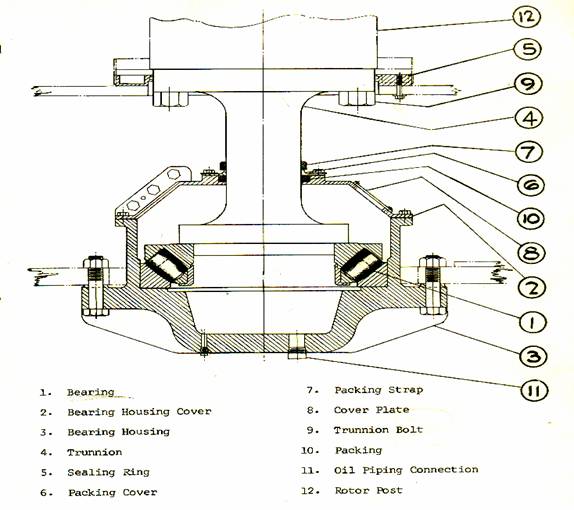 12
5
9
4
7
6
10
8
2
1
3
11
1. Bearing
2. Bearing Housing Cover
3. Bearing Housing
4. Trunnion
5. Sealing Ring
6. Packing Cover
7. Packing Strap
8. Cover Plate
9. Trunnion Bolt
10. Packing
11. Oil Piping Connection
12. Rotor Post